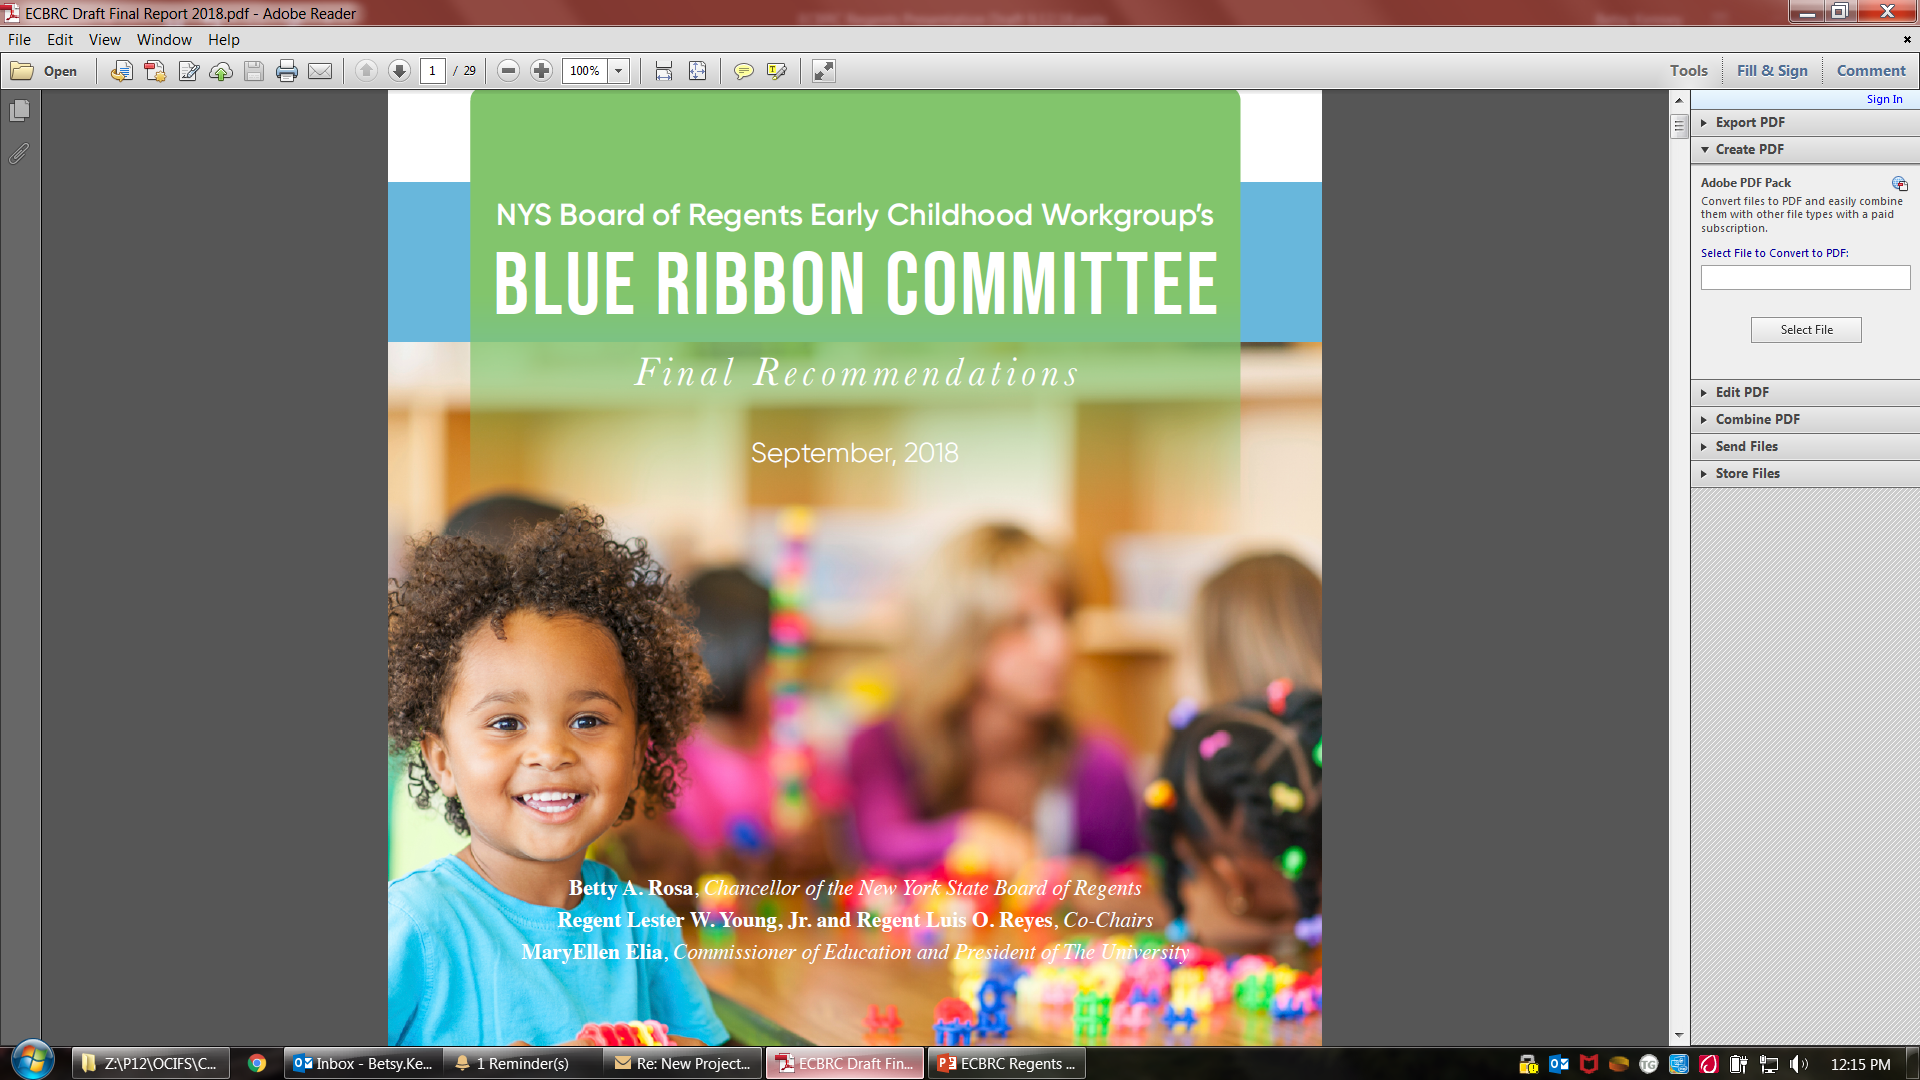 ECBRC Draft Final Report 2018.pdf - Adobe Reader
File Edit View Window Help
Open 1 / 29 100% Tools Fill & Sign Comment
Sign In
Export PDF
Create PDF
Adobe PDF Pack
Convert files to PDF and easily combine
them with other file types with a paid
subscription.
Select File to Convert to PDF:
Select File
Edit PDF
Combine PDF
Send Files
Store Files
NYS Board of Regents Early Childhood Workgroup's
BLUE RIBBON COMMITTEE
Final Recommendations
September, 2018
Betty A. Rosa, Chancellor of the New York State Board of Regents
Regent Lester W. Young, Jr. and Regent Luis O. Reyes, Co-Chairs
MaryEllen Elia, Commissioner of Education and President of The University
Z:\P12\OCIFS\C... Inbox - Betsy.Ke... 1 Reminder(s) Re: New Project... ECBRC Draft Fin... ECBRC Regents ... TG 12:15 PM